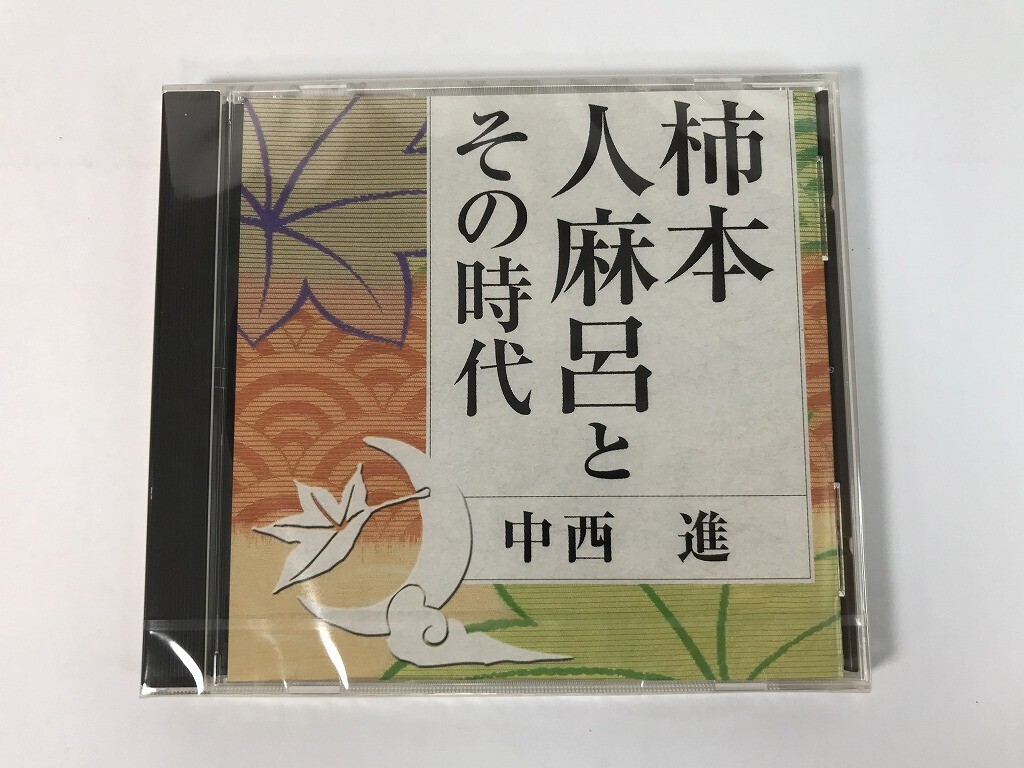 柿本
人麻呂と
その時代
中西 進